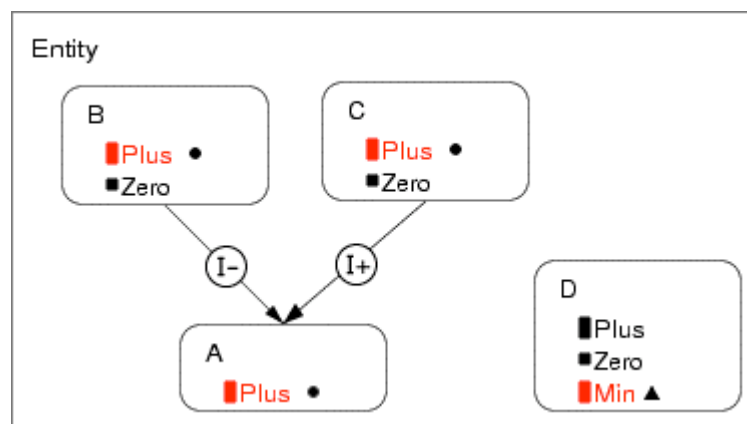 Entity
B
Plus
Zero
C
Plus
Zero
I-
I+
A
Plus
D
Plus
Zero
Min